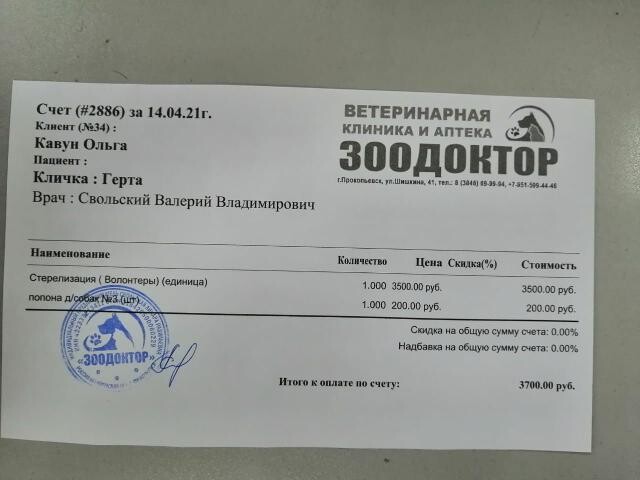 Счет (#2886) за 14.04.21г.
Клиент (№34) :
Кавун Ольга
Пациент :
Кличка : Герта
Врач : Свольский Валерий Владимирович
ВЕТЕРИНАРНАЯ
КЛИНИКА И АПТЕКА
ЗООДОКТОР
г.Прокопьевск, ул.Шишкина, 41, тел.: 8 (3846) 69-99-94, +7-951-599-44-46
Наименование Количество Цена Скидка(%) Стоимость
Стерелизация ( Волонтеры) (единица) 1.000 3500.00 руб. 3500.00 руб.
попона д/собак №3 (шт) 1.000 200.00 руб. 200.00 руб.
Скидка на общую сумму счета: 0.00%
Надбавка на общую сумму счета: 0.00%
Итого к оплате по счету: 3700.00 руб.
«ЗООДОКТОР»